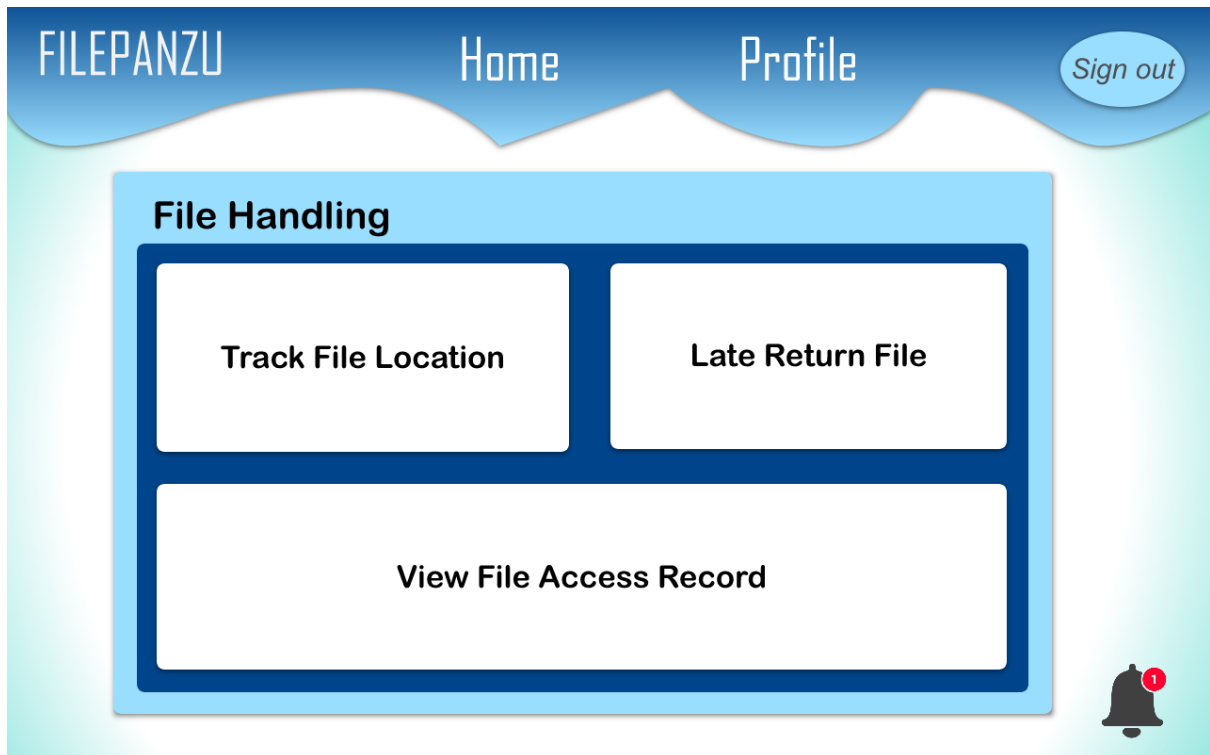 FILEPANZU
Home
Profile
Sign out
File Handling
Track File Location
Late Return File
View File Access Record
1